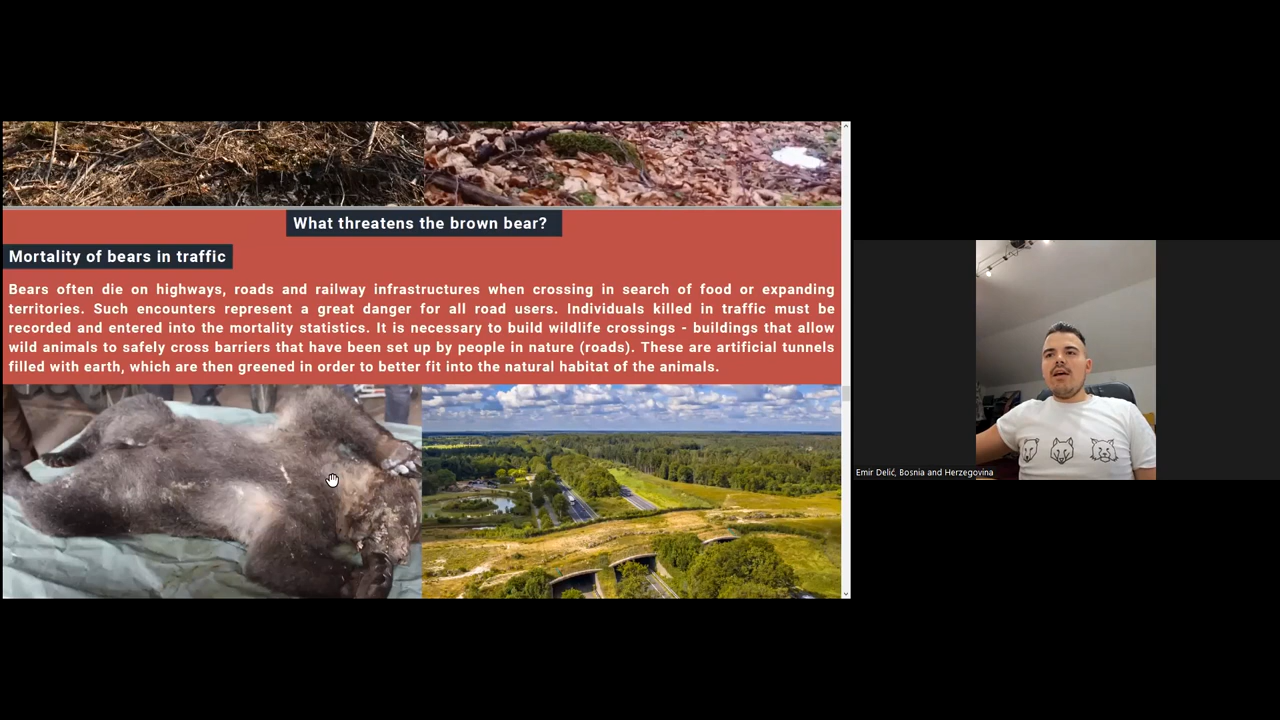 What threatens the brown bear?
Mortality of bears in traffic
Bears often die on highways, roads and railway infrastructures when crossing in search of food or expanding
territories. Such encounters represent a great danger for all road users. Individuals killed in traffic must be
recorded and entered into the mortality statistics. It is necessary to build wildlife crossings - buildings that allow
wild animals to safely cross barriers that have been set up by people in nature (roads). These are artificial tunnels
filled with earth, which are then greened in order to better fit into the natural habitat of the animals.
Emir Delić, Bosnia and Herzegovina